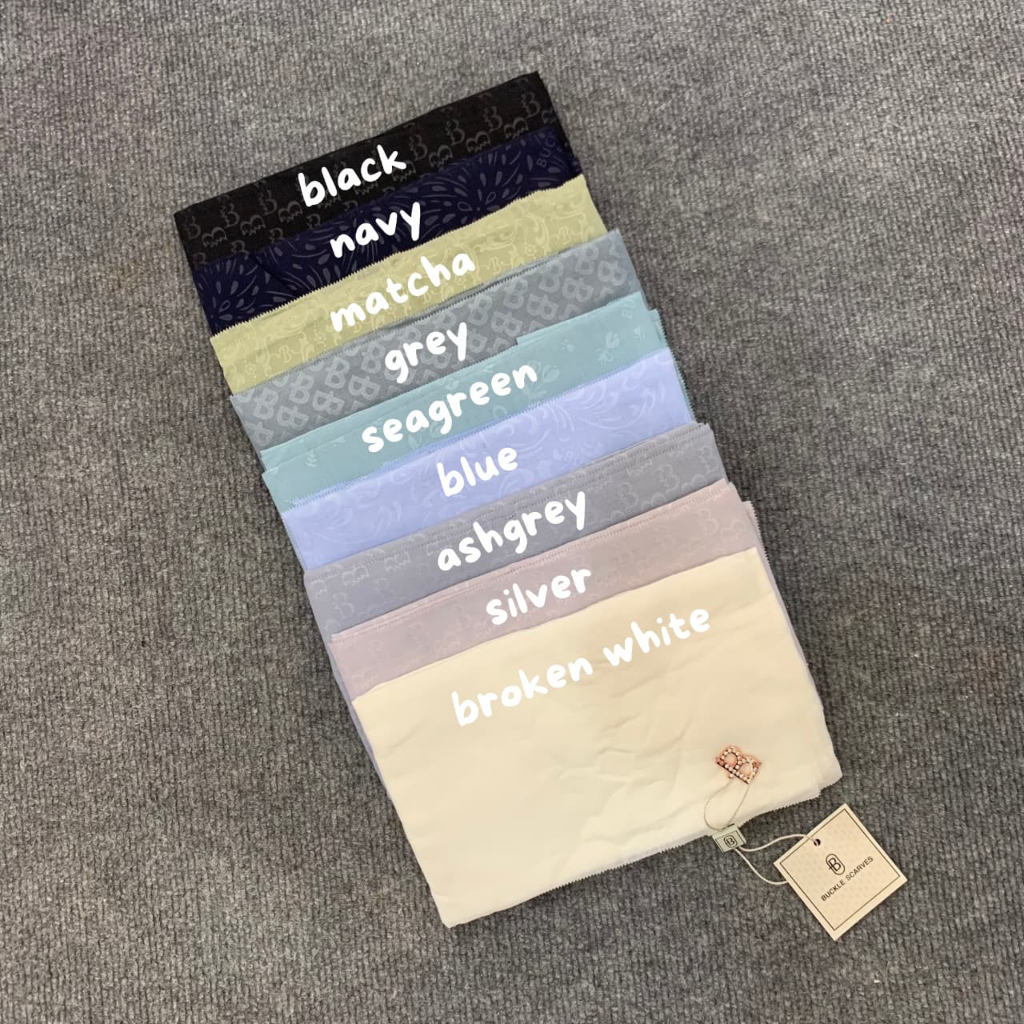 black
navy
matcha
grey
seagreen
blue
ashgrey
silver
broken white
B
BUCKLE SCARVES